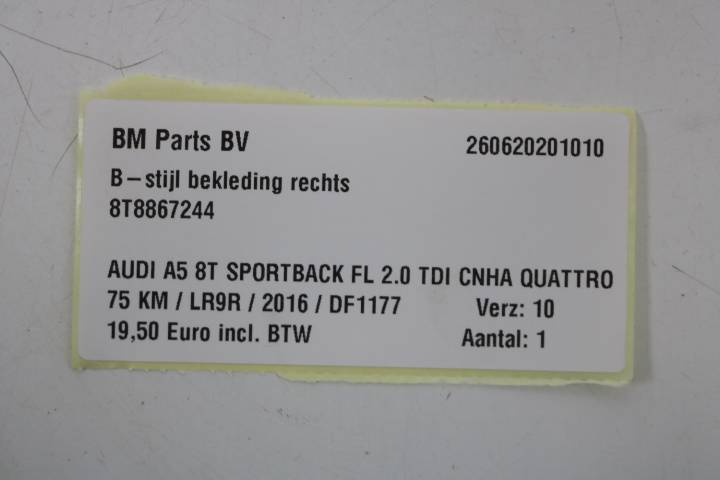 BM Parts BV 260620201010
B-stijl bekleding rechts
8T8867244
AUDI A5 8T SPORTBACK FL 2.0 TDI CNHA QUATTRO
75 KM / LR9R / 2016 / DF1177 Verz: 10
19,50 Euro incl. BTW Aantal: 1